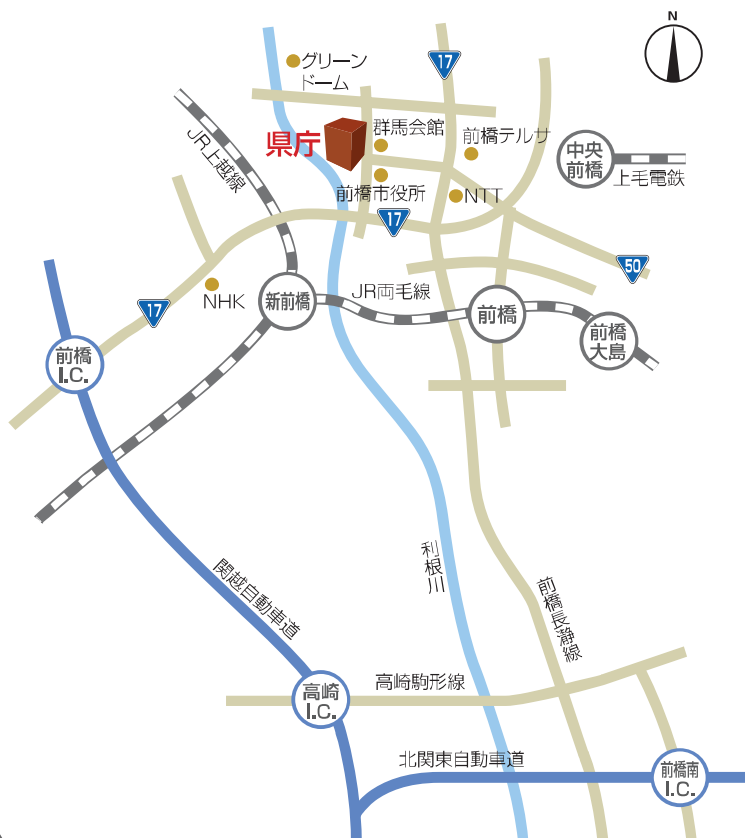 N
グリーン
ドーム
17
JR上越線
県庁
群馬会館
前橋テルサ
中央
前橋
上毛電鉄
前橋市役所
NTT
17
50
NHK
新前橋
JR両毛線
前橋
前橋
大島
17
前橋
I.C.
利根川
関越自動車道
前橋長瀞線
高崎
I.C.
高崎駒形線
北関東自動車道
前橋南
I.C.